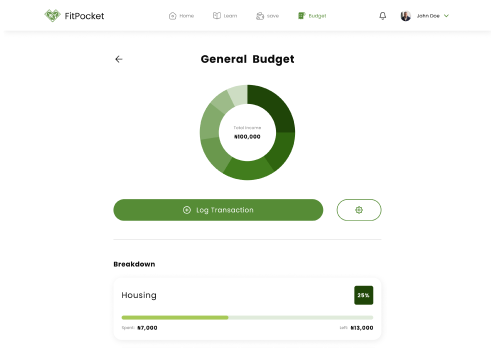 FitPocket
Home
Learn
Save
Budget
John Doe
General Budget
Total Income
₦100,000
Log Transaction
Breakdown
Housing
25%
Spent: ₦7,000
Left: ₦13,000